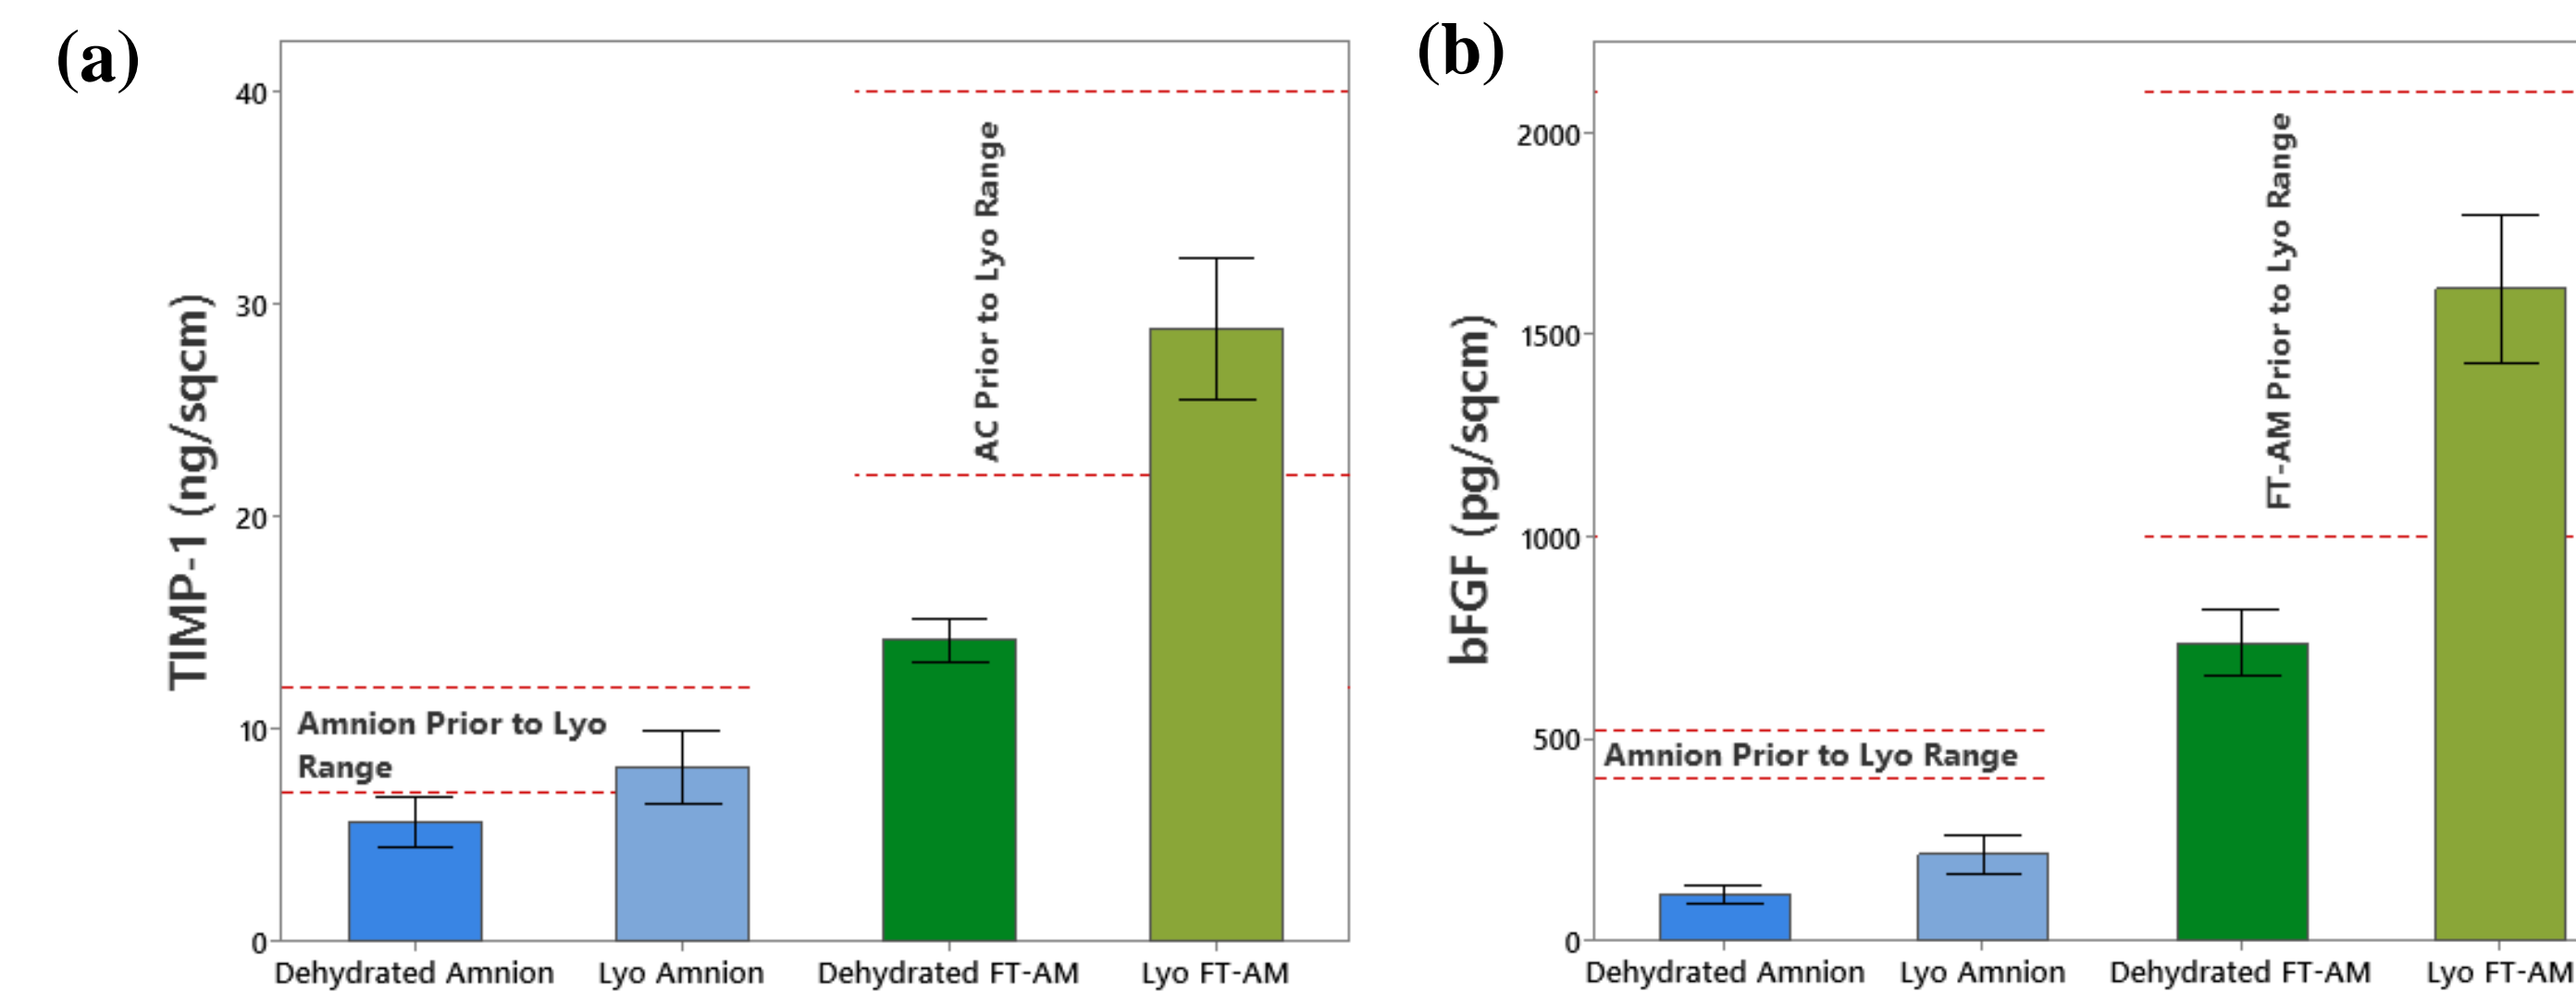 (a)
TIMP-1 (ng/sqcm)
40
30
20
10
0
AC Prior to Lyo Range
Amnion Prior to Lyo
Range
Dehydrated Amnion
Lyo Amnion
Dehydrated FT-AM
Lyo FT-AM
(b)
bFGF (pg/sqcm)
2000
1500
1000
500
0
FT-AM Prior to Lyo Range
Amnion Prior to Lyo Range
Dehydrated Amnion
Lyo Amnion
Dehydrated FT-AM
Lyo FT-AM